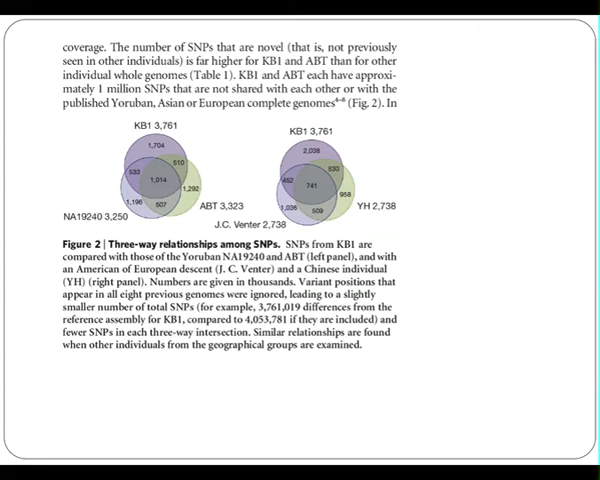 coverage. The number of SNPs that are novel (that is, not previously
seen in other individuals) is far higher for KB1 and ABT than for other
individual whole genomes (Table 1). KB1 and ABT each have approxi-
mately 1 million SNPs that are not shared with each other or with the
published Yoruban, Asian or European complete genomes⁴⁻⁸ (Fig. 2). In
KB1 3,761
1,704
533
510
1,014
1,292
1,196
507
ABT 3,323
NA19240 3,250
KB1 3,761
2,038
452
530
741
958
1,036
509
YH 2,738
J.C. Venter 2,738
Figure 2 | Three-way relationships among SNPs. SNPs from KB1 are
compared with those of the Yoruban NA19240 and ABT (left panel), and with
an American of European descent (J. C. Venter) and a Chinese individual
(YH) (right panel). Numbers are given in thousands. Variant positions that
appear in all eight previous genomes were ignored, leading to a slightly
smaller number of total SNPs (for example, 3,761,019 differences from the
reference assembly for KB1, compared to 4,053,781 if they are included) and
fewer SNPs in each three-way intersection. Similar relationships are found
when other individuals from the geographical groups are examined.